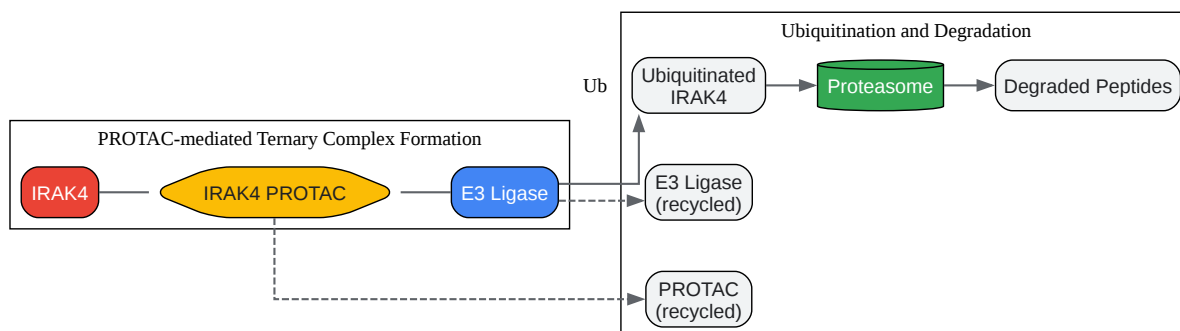 Ubiquitination and Degradation
Ub
Ubiquitinated
IRAK4
Proteasome
Degraded Peptides
PROTAC-mediated Ternary Complex Formation
IRAK4
IRAK4 PROTAC
E3 Ligase
E3 Ligase
(recycled)
PROTAC
(recycled)